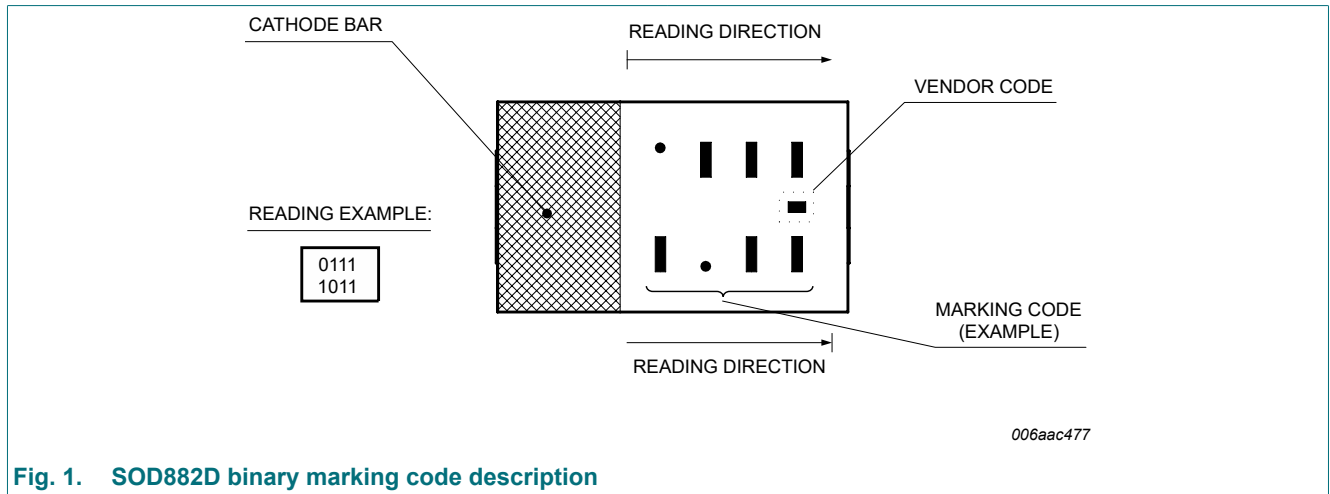 CATHODE BAR
READING DIRECTION
VENDOR CODE
READING EXAMPLE:
0111
1011
MARKING CODE
(EXAMPLE)
READING DIRECTION
006aac477
Fig. 1. SOD882D binary marking code description